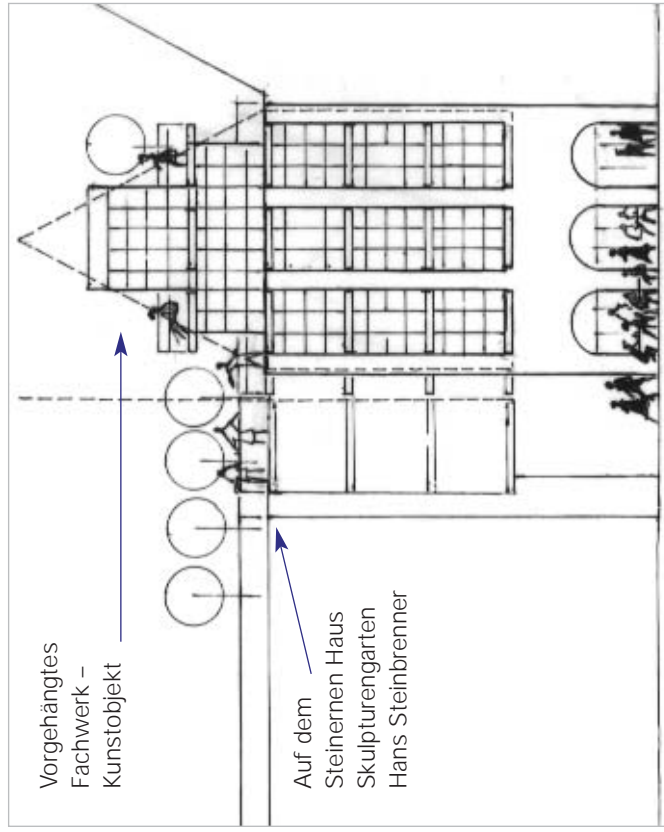 Vorgehängtes
Fachwerk –
Kunstobjekt
Auf dem
Steinernen Haus
Skulpturengarten
Hans Steinbrenner